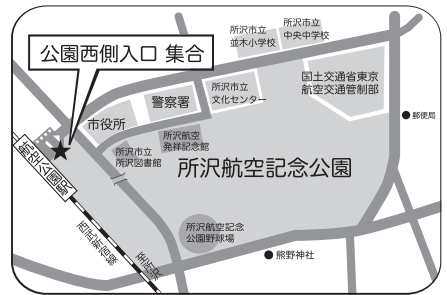 所沢市立
並木小学校
所沢市立
中央中学校
公園西側入口 集合
国土交通省東京
航空交通管制部
所沢市立
文化センター
警察署
市役所
郵便局
所沢航空
発祥記念館
所沢市立
所沢図書館
所沢航空記念公園
航空公園駅
西武新宿線
至所沢
所沢航空記念
公園野球場
熊野神社